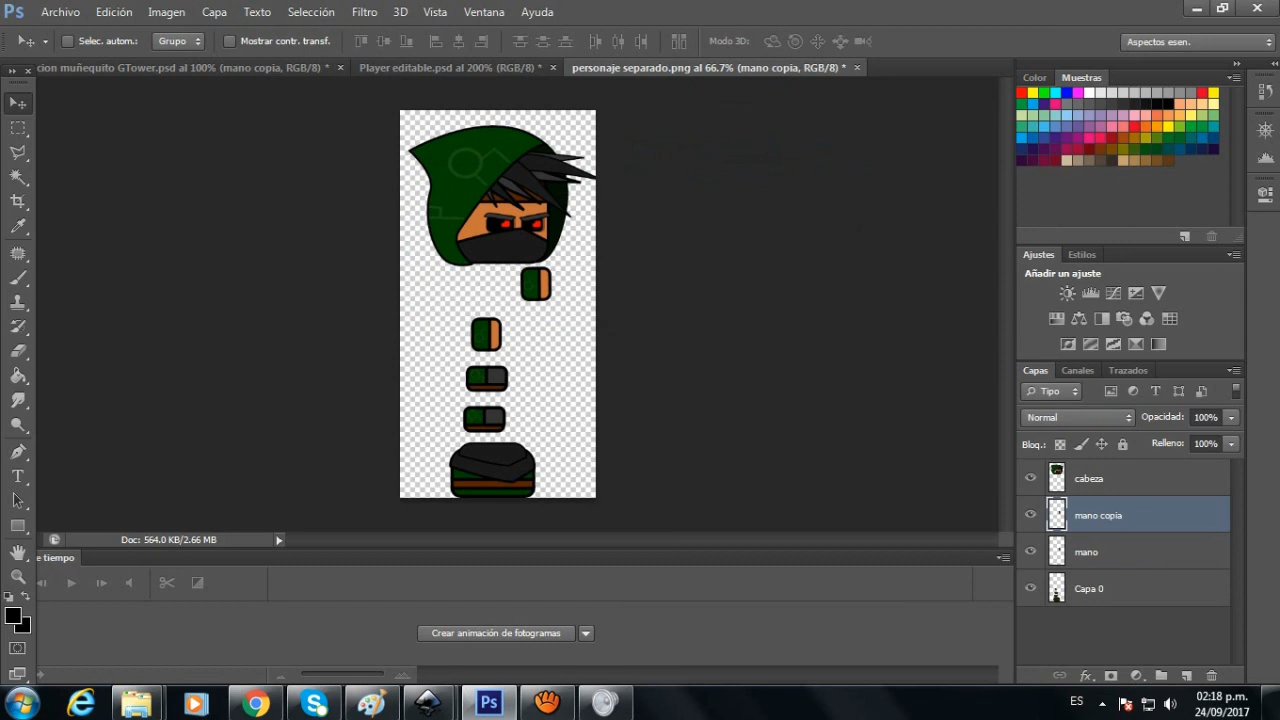 Ps Archivo Edición Imagen Capa Texto Selección Filtro 3D Vista Ventana Ayuda
Selec. autom.: Grupo Mostrar contr. transf. Modo 3D: Aspectos esen.
cion muñequito GTower.psd al 100% (mano copia, RGB/8) * × Player editable.psd al 200% (RGB/8) * × personaje separado.png al 66.7% (mano copia, RGB/8) * ×
Color Muestras
Ajustes Estilos
Añadir un ajuste
Capas Canales Trazados
Tipo
Normal Opacidad: 100%
Bloq.: Relleno: 100%
cabeza
mano copia
mano
Capa 0
Doc: 564.0 KB/2.66 MB
e tiempo
Crear animación de fotogramas
Ps ES 02:18 p.m.
24/09/2017